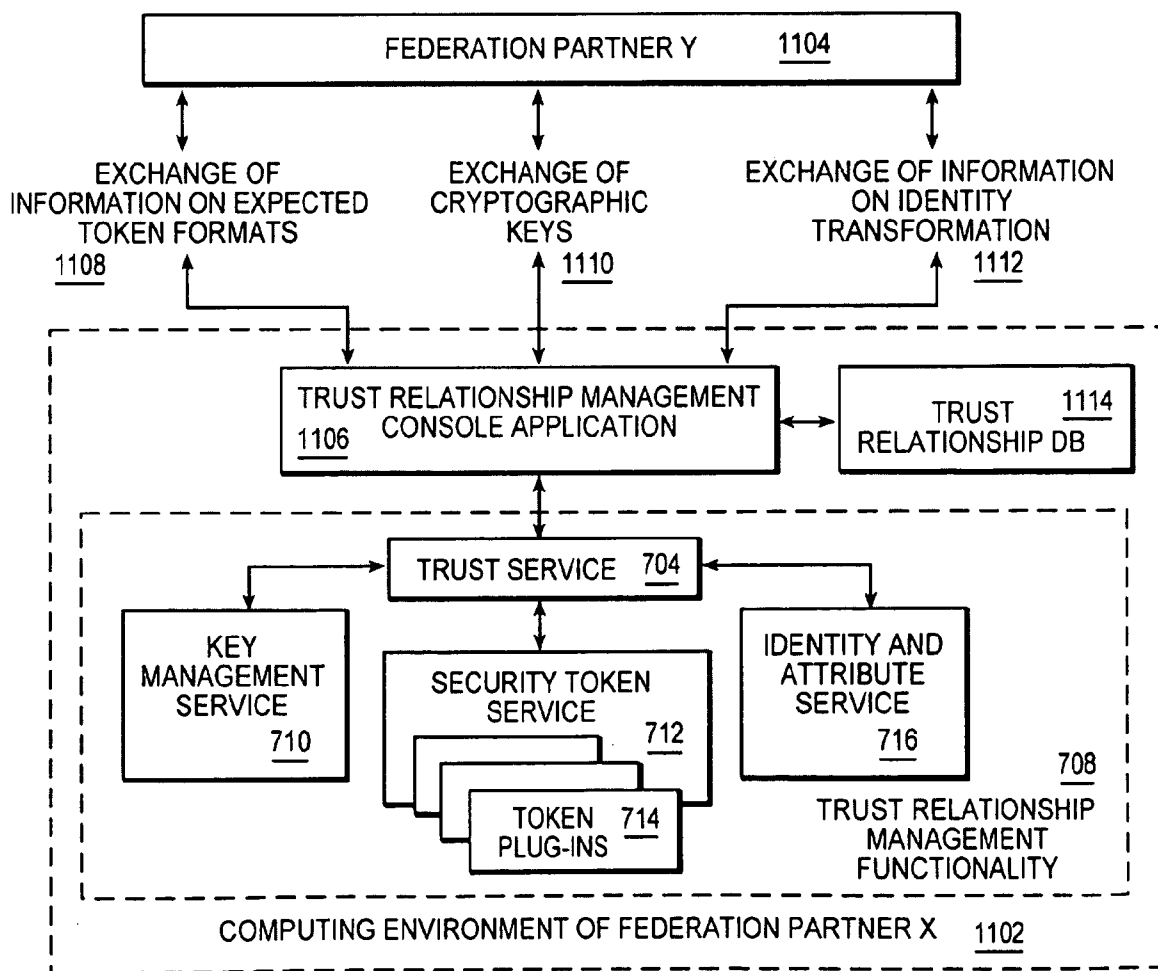 FEDERATION PARTNER Y 1104
EXCHANGE OF
INFORMATION ON EXPECTED
TOKEN FORMATS
1108
EXCHANGE OF
CRYPTOGRAPHIC
KEYS
1110
EXCHANGE OF INFORMATION
ON IDENTITY
TRANSFORMATION
1112
TRUST RELATIONSHIP MANAGEMENT
1106 CONSOLE APPLICATION
TRUST 1114
RELATIONSHIP DB
TRUST SERVICE 704
KEY
MANAGEMENT
SERVICE
710
SECURITY TOKEN
SERVICE
712
TOKEN 714
PLUG-INS
IDENTITY AND
ATTRIBUTE
SERVICE
716
708
TRUST RELATIONSHIP
MANAGEMENT
FUNCTIONALITY
COMPUTING ENVIRONMENT OF FEDERATION PARTNER X 1102